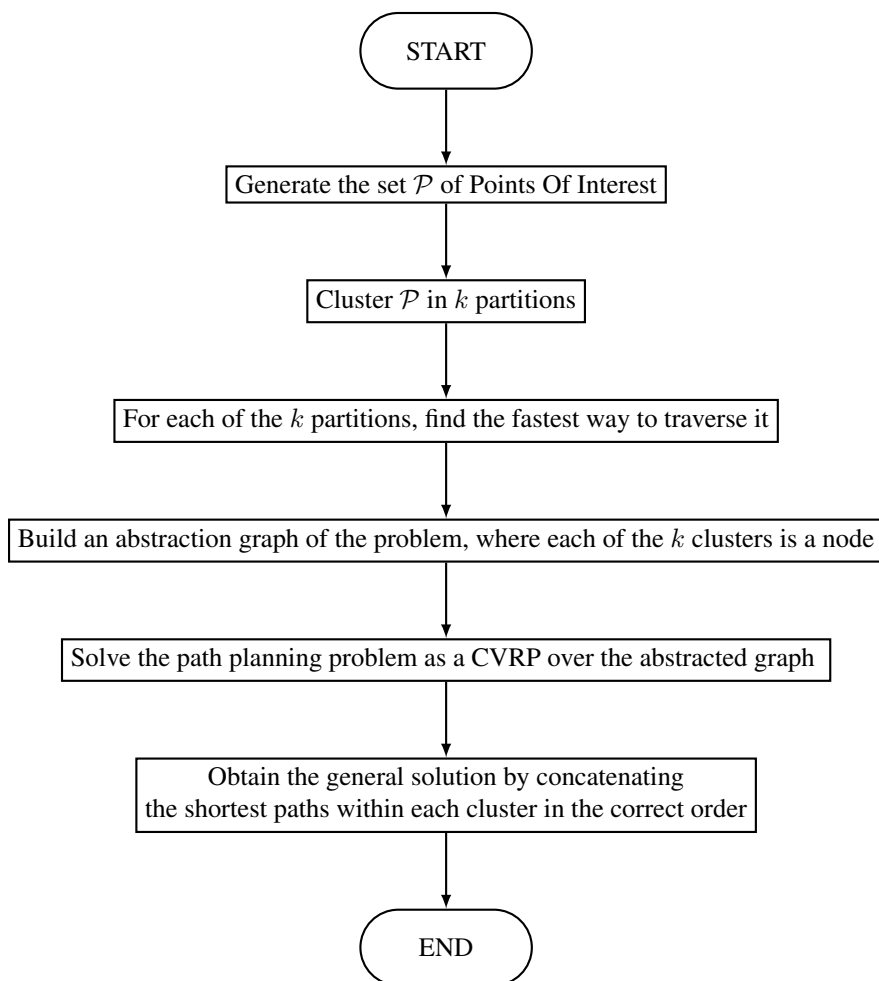 START
Generate the set 𝒫 of Points Of Interest
Cluster 𝒫 in k partitions
For each of the k partitions, find the fastest way to traverse it
Build an abstraction graph of the problem, where each of the k clusters is a node
Solve the path planning problem as a CVRP over the abstracted graph
Obtain the general solution by concatenating
the shortest paths within each cluster in the correct order
END